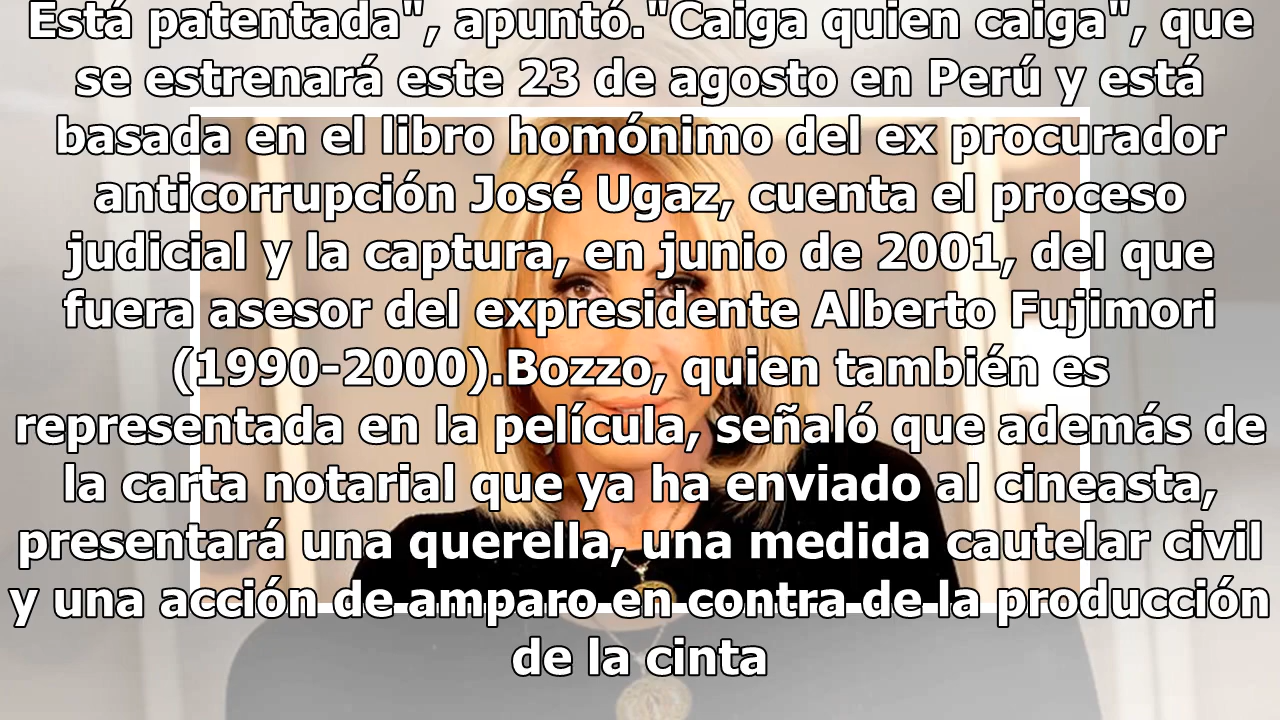 Está patentada", apuntó."Caiga quien caiga", que
se estrenará este 23 de agosto en Perú y está
basada en el libro homónimo del ex procurador
anticorrupción José Ugaz, cuenta el proceso
judicial y la captura, en junio de 2001, del que
fuera asesor del expresidente Alberto Fujimori
(1990-2000).Bozzo, quien también es
representada en la película, señaló que además de
la carta notarial que ya ha enviado al cineasta,
presentará una querella, una medida cautelar civil
y una acción de amparo en contra de la producción
de la cinta